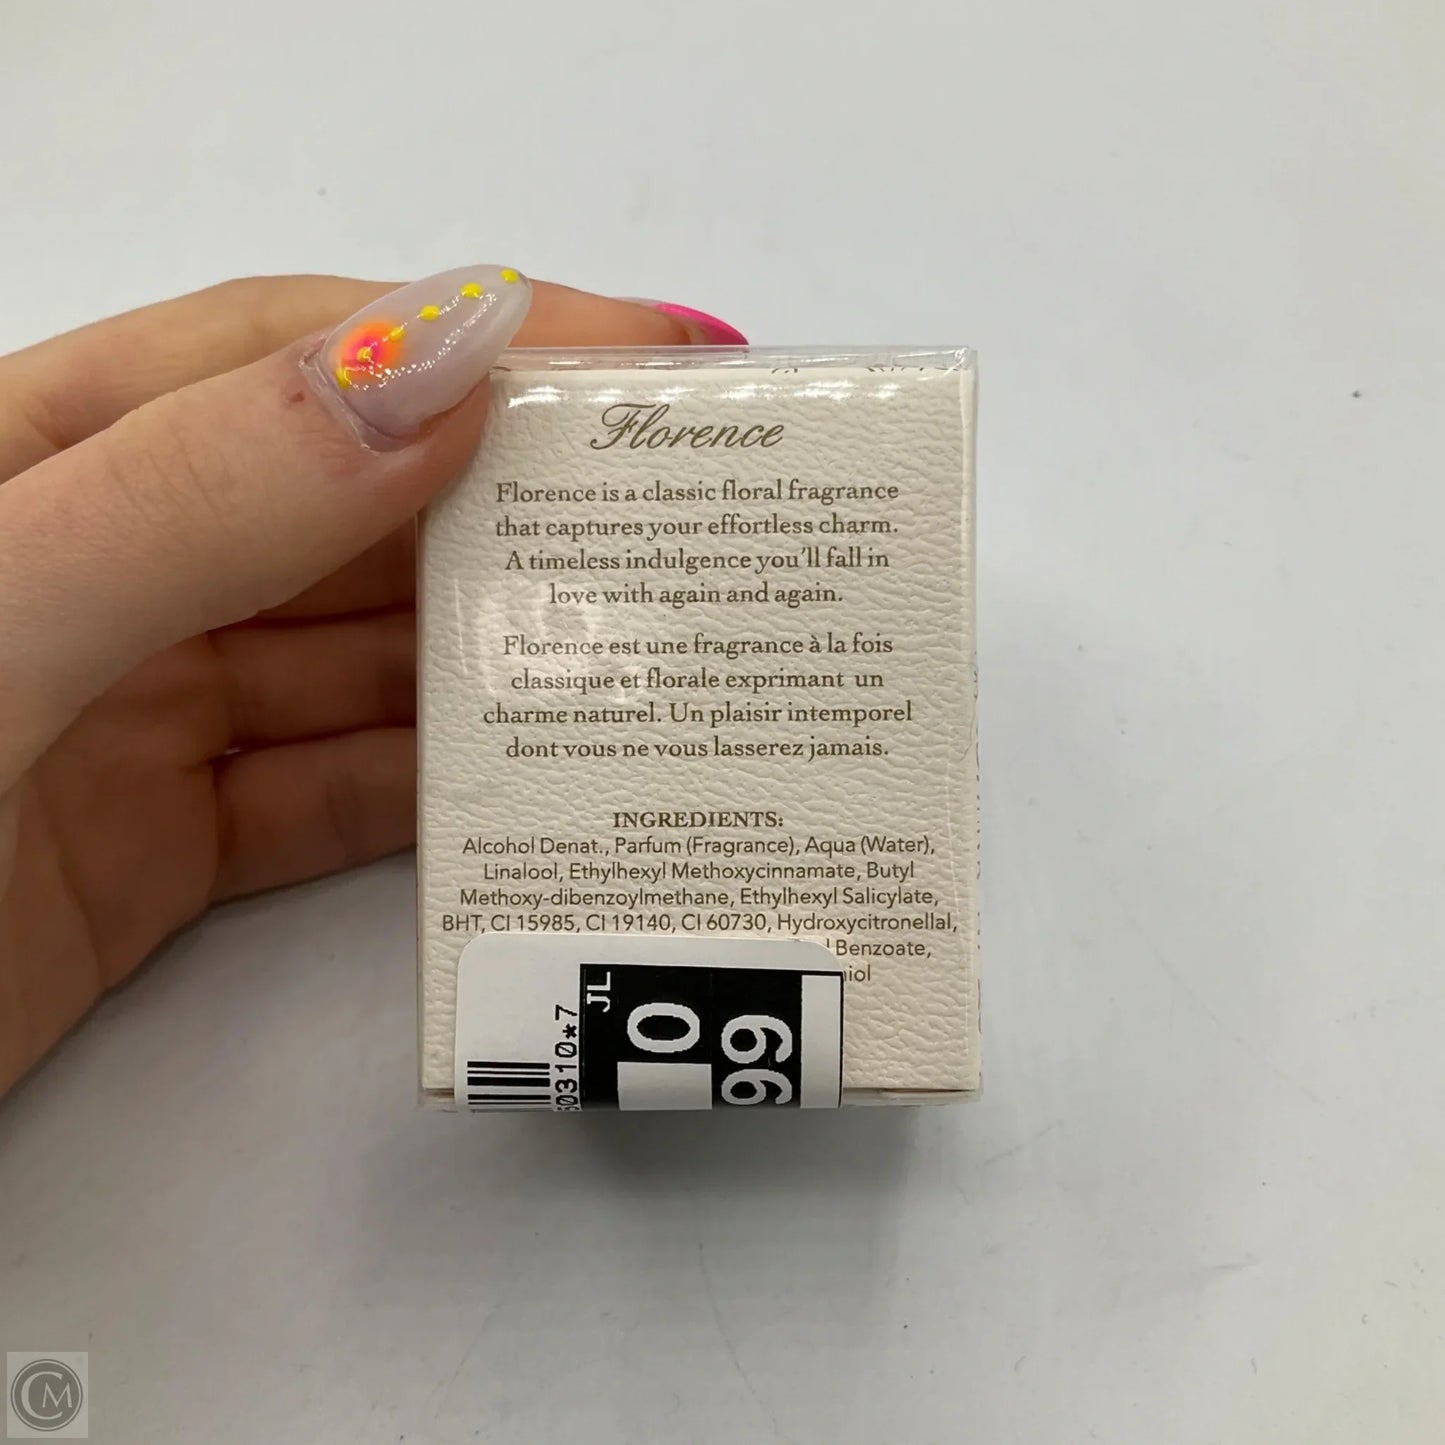 Florence
Florence is a classic floral fragrance
that captures your effortless charm.
A timeless indulgence you'll fall in
love with again and again.
Florence est une fragrance à la fois
classique et florale exprimant un
charme naturel. Un plaisir intemporel
dont vous ne vous lasserez jamais.
INGREDIENTS:
Alcohol Denat., Parfum (Fragrance), Aqua (Water),
Linalool, Ethylhexyl Methoxycinnamate, Butyl
Methoxy-dibenzoylmethane, Ethylhexyl Salicylate,
BHT, CI 15985, CI 19140, CI 60730, Hydroxycitronellal,
Benzoate,
JL
0310*7
0
99
CM